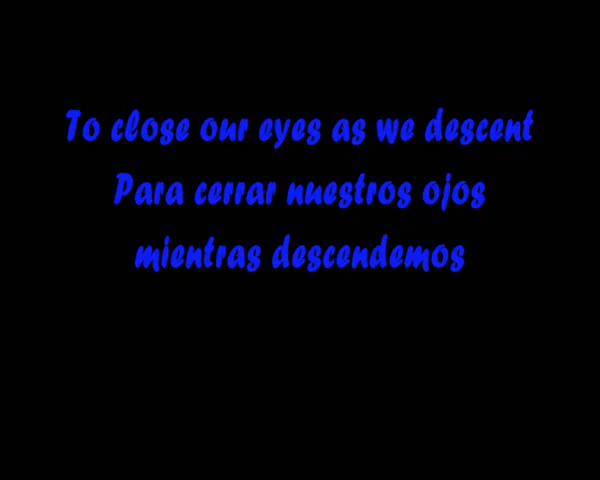 To close our eyes as we descent
Para cerrar nuestros ojos
mientras descendemos